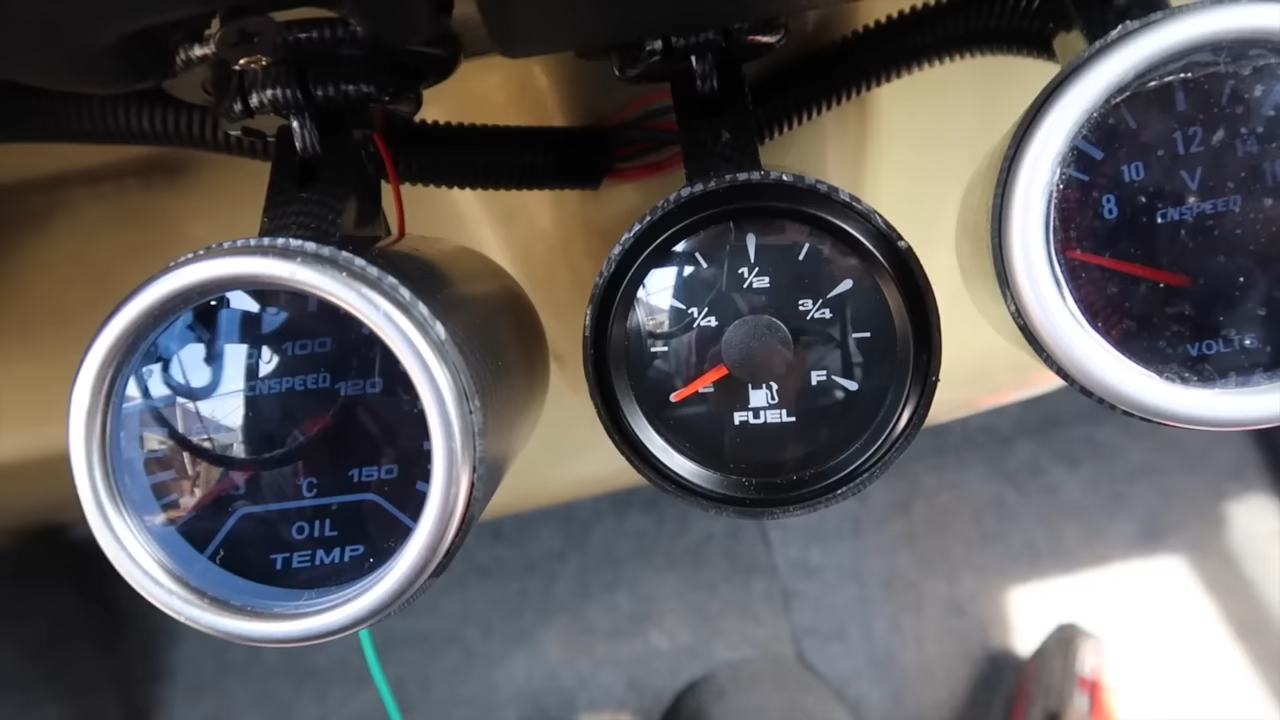 100
CNSPEED 120
150
°C
OIL
TEMP
1/2
1/4
3/4
E
F
FUEL
12
10
14
8
V
CNSPEED
VOLTS